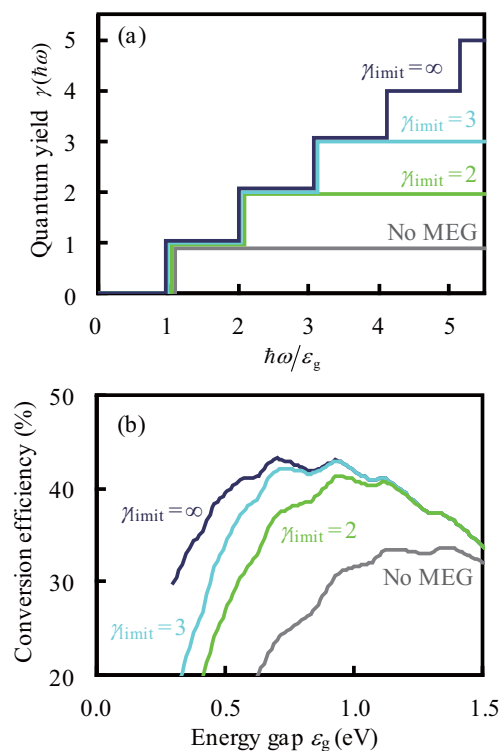 (a)
Quantum yield γ(ħω)
5
4
3
2
1
0
γlimit = ∞
γlimit = 3
γlimit = 2
No MEG
0 1 2 3 4 5
ħω/εg
(b)
Conversion efficiency (%)
50
40
30
20
γlimit = ∞
γlimit = 3
γlimit = 2
No MEG
0.0 0.5 1.0 1.5
Energy gap εg (eV)